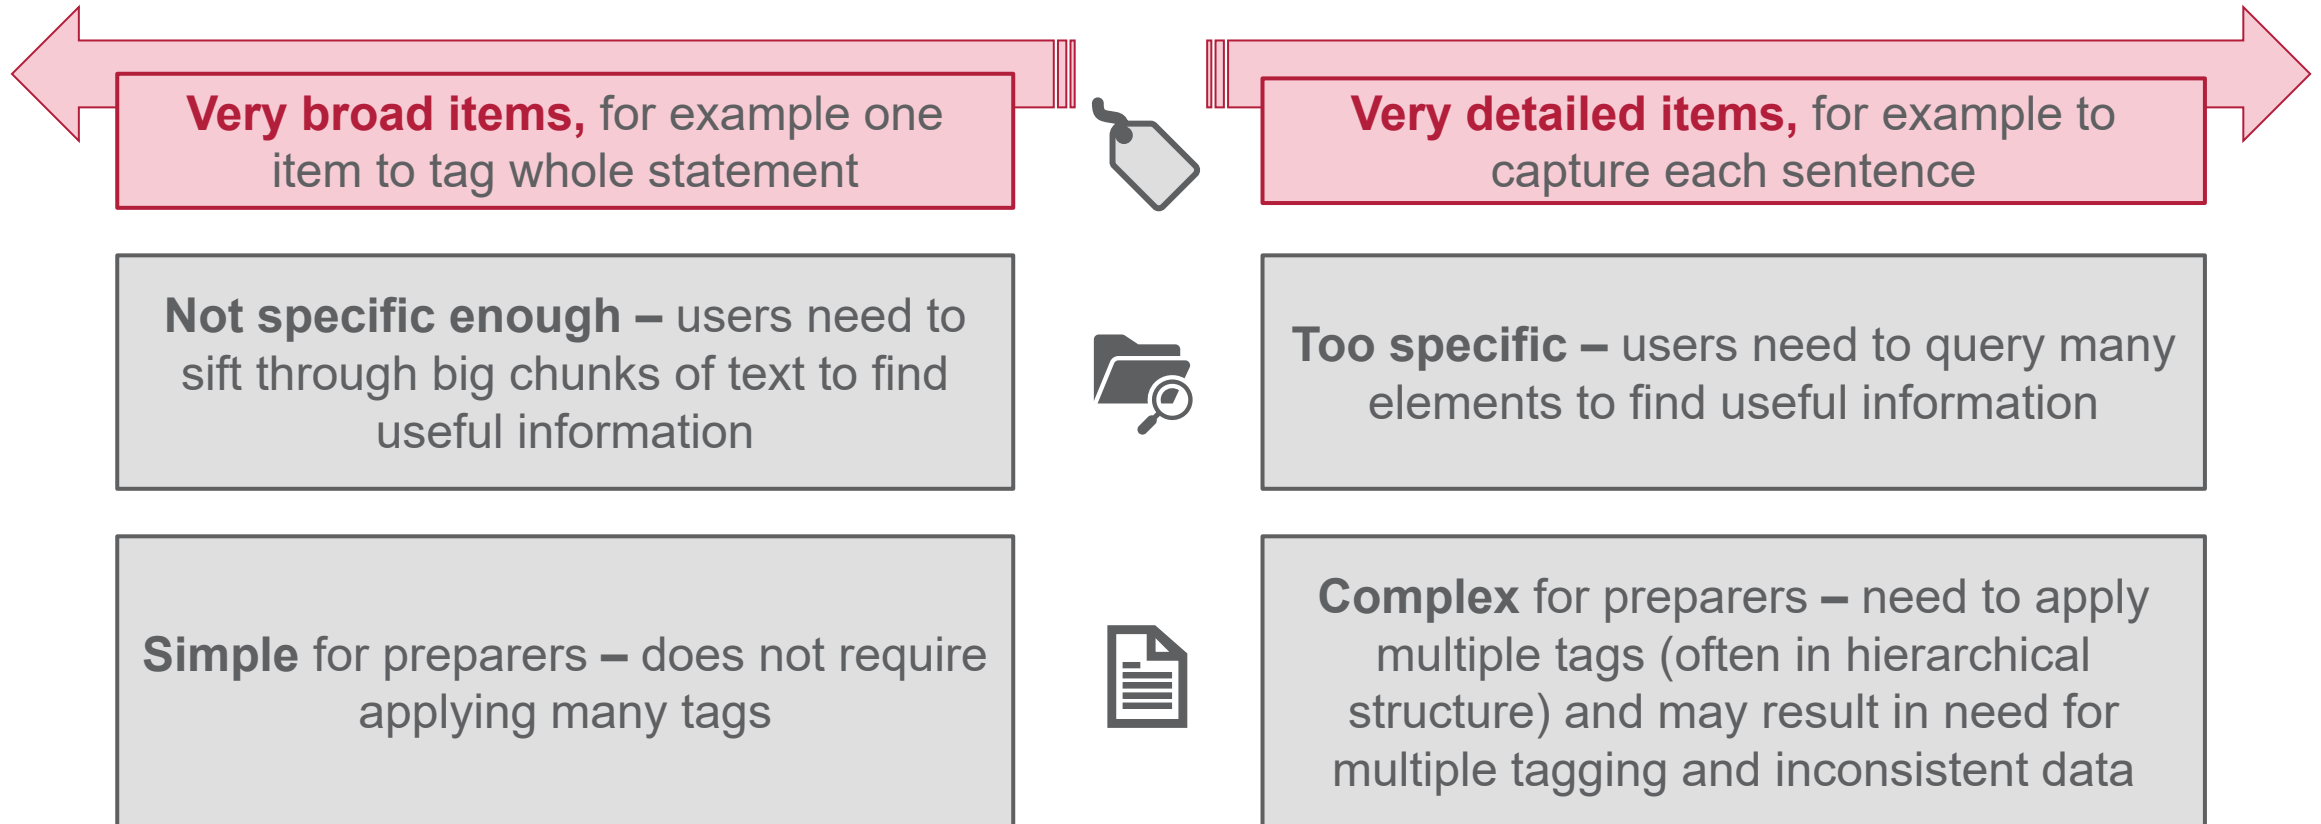 Very broad items, for example one
item to tag whole statement
Very detailed items, for example to
capture each sentence
Not specific enough – users need to
sift through big chunks of text to find
useful information
Too specific – users need to query many
elements to find useful information
Simple for preparers – does not require
applying many tags
Complex for preparers – need to apply
multiple tags (often in hierarchical
structure) and may result in need for
multiple tagging and inconsistent data